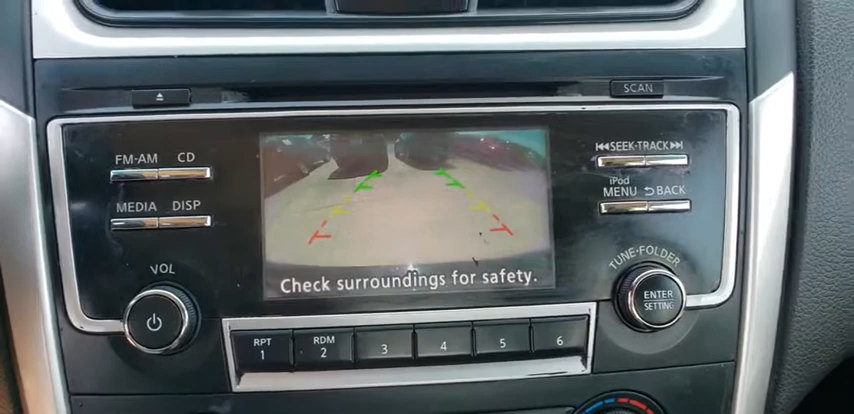 SCAN
FM·AM CD
SEEK·TRACK
iPod
MENU BACK
MEDIA DISP
VOL
TUNE·FOLDER
Check surroundings for safety.
ENTER
SETTING
RPT RDM
1 2 3 4 5 6